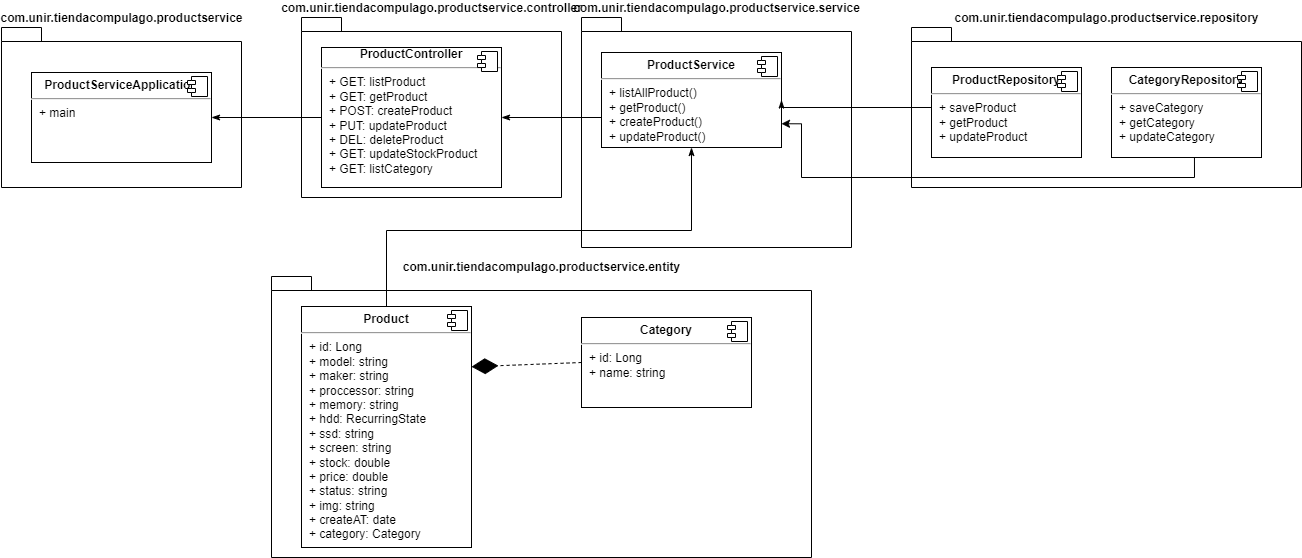 com.unir.tiendacompulago.productservice
ProductServiceApplication
+ main
com.unir.tiendacompulago.productservice.controller
ProductController
+ GET: listProduct
+ GET: getProduct
+ POST: createProduct
+ PUT: updateProduct
+ DEL: deleteProduct
+ GET: updateStockProduct
+ GET: listCategory
com.unir.tiendacompulago.productservice.service
ProductService
+ listAllProduct()
+ getProduct()
+ createProduct()
+ updateProduct()
com.unir.tiendacompulago.productservice.repository
ProductRepository
+ saveProduct
+ getProduct
+ updateProduct
CategoryRepository
+ saveCategory
+ getCategory
+ updateCategory
com.unir.tiendacompulago.productservice.entity
Product
+ id: Long
+ model: string
+ maker: string
+ proccessor: string
+ memory: string
+ hdd: RecurringState
+ ssd: string
+ screen: string
+ stock: double
+ price: double
+ status: string
+ img: string
+ createAT: date
+ category: Category
Category
+ id: Long
+ name: string